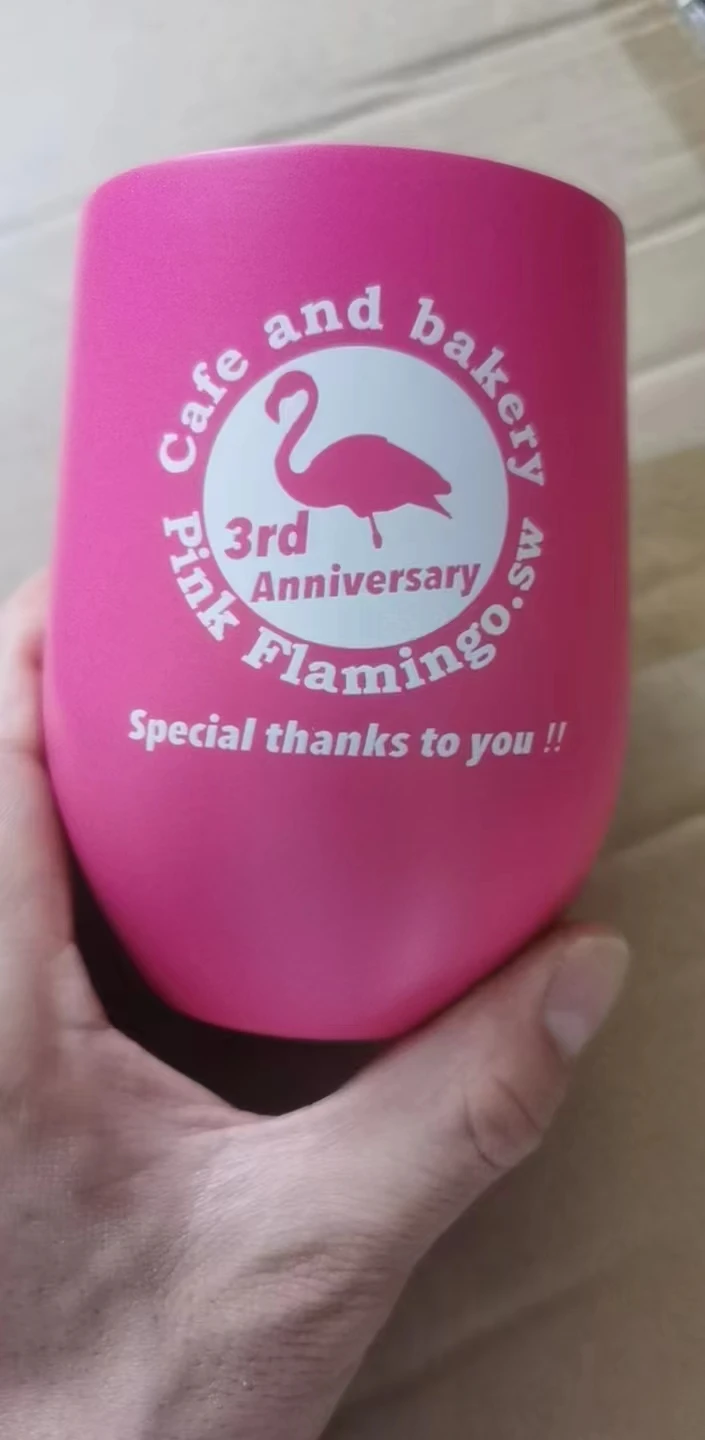 Cafe and bakery
3rd
Anniversary
Pink Flamingo.sw
Special thanks to you !!